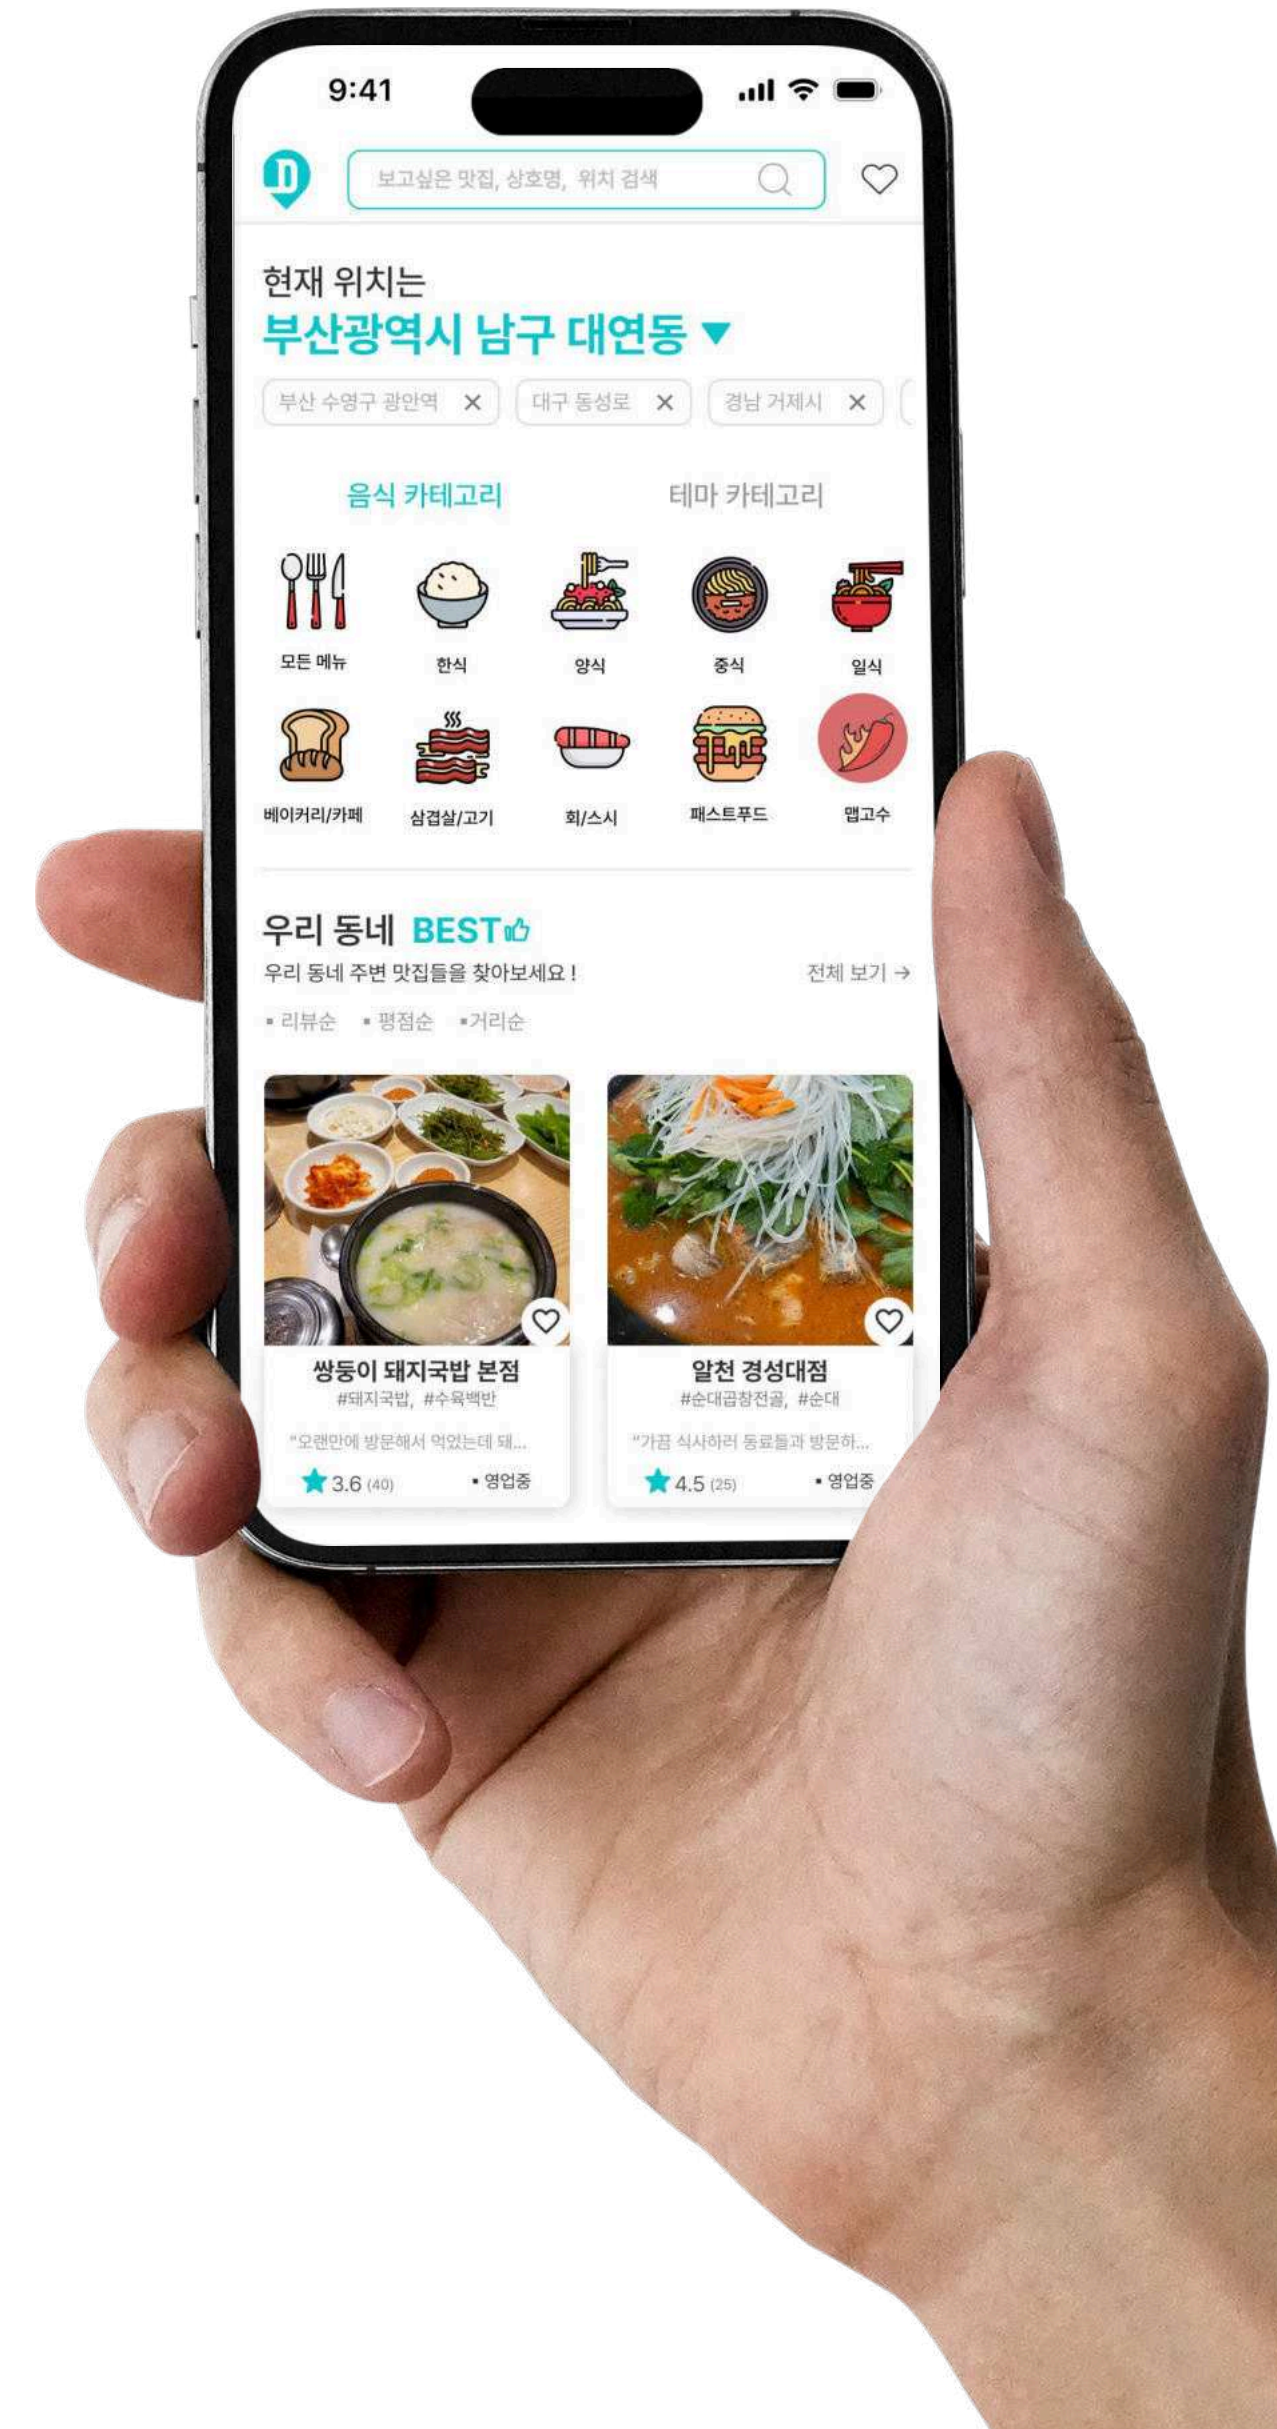 9:41
D
보고싶은 맛집, 상호명, 위치 검색
현재 위치는
부산광역시 남구 대연동 ▼
부산 수영구 광안역 ✕ 대구 동성로 ✕ 경남 거제시 ✕
음식 카테고리 테마 카테고리
모든 메뉴 한식 양식 중식 일식
베이커리/카페 삼겹살/고기 회/스시 패스트푸드 맵고수
우리 동네 BEST
우리 동네 주변 맛집들을 찾아보세요 ! 전체 보기 →
▪ 리뷰순 ▪ 평점순 ▪거리순
쌍둥이 돼지국밥 본점
#돼지국밥, #수육백반
“오랜만에 방문해서 먹었는데 돼...
3.6 (40) ▪ 영업중
알천 경성대점
#순대곱창전골, #순대
“가끔 식사하러 동료들과 방문하...
4.5 (25) ▪ 영업중